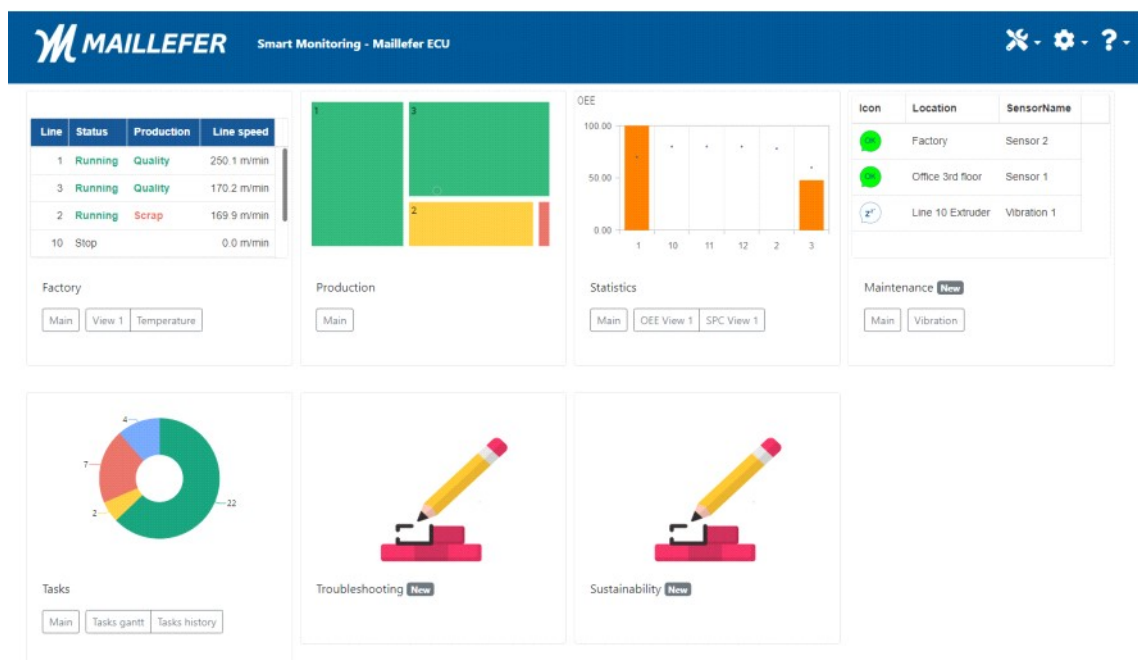 MAILLEFER
Smart Monitoring - Maillefer ECU
?
Line Status Production Line speed
1 Running Quality 250.1 m/min
3 Running Quality 170.2 m/min
2 Running Scrap 169.9 m/min
10 Stop 0.0 m/min
Factory
Main View 1 Temperature
1
3
2
Production
Main
OEE
100.00
50.00
0.00
1 10 11 12 2 3
Statistics
Main OEE View 1 SPC View 1
Icon Location SensorName
OK Factory Sensor 2
OK Office 3rd floor Sensor 1
zzz Line 10 Extruder Vibration 1
Maintenance New
Main Vibration
4
7
2
22
Tasks
Main Tasks gantt Tasks history
Troubleshooting New
Sustainability New